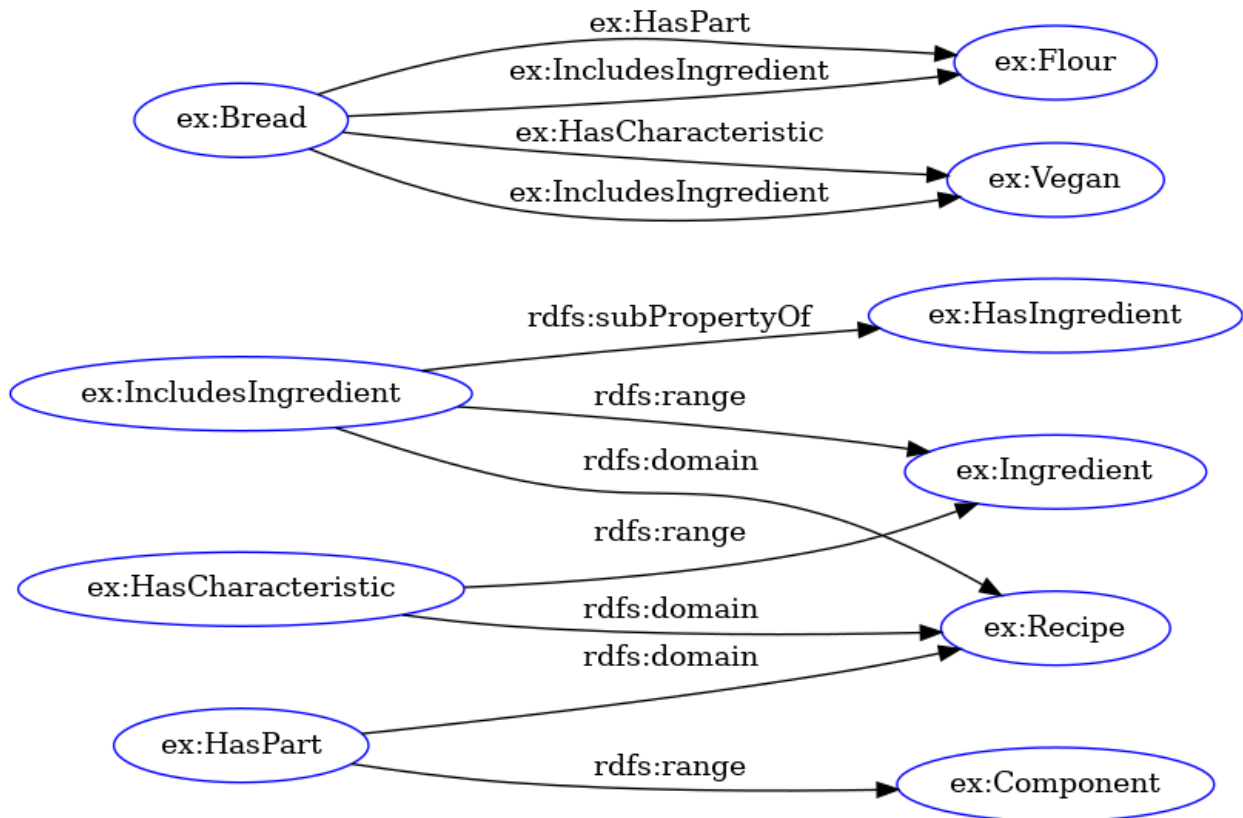 ex:HasPart
ex:Flour
ex:IncludesIngredient
ex:Bread
ex:HasCharacteristic
ex:Vegan
ex:IncludesIngredient
rdfs:subPropertyOf
ex:HasIngredient
ex:IncludesIngredient
rdfs:range
rdfs:domain
ex:Ingredient
rdfs:range
ex:HasCharacteristic
rdfs:domain
ex:Recipe
rdfs:domain
ex:HasPart
rdfs:range
ex:Component